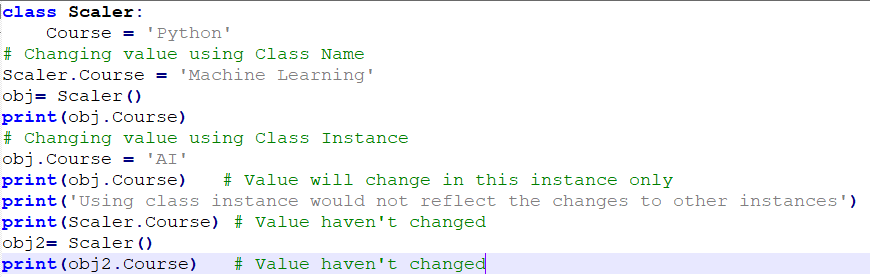 class Scaler:
    Course = 'Python'
# Changing value using Class Name
Scaler.Course = 'Machine Learning'
obj= Scaler()
print(obj.Course)
# Changing value using Class Instance
obj.Course = 'AI'
print(obj.Course)   # Value will change in this instance only
print('Using class instance would not reflect the changes to other instances')
print(Scaler.Course) # Value haven't changed
obj2= Scaler()
print(obj2.Course)   # Value haven't changed